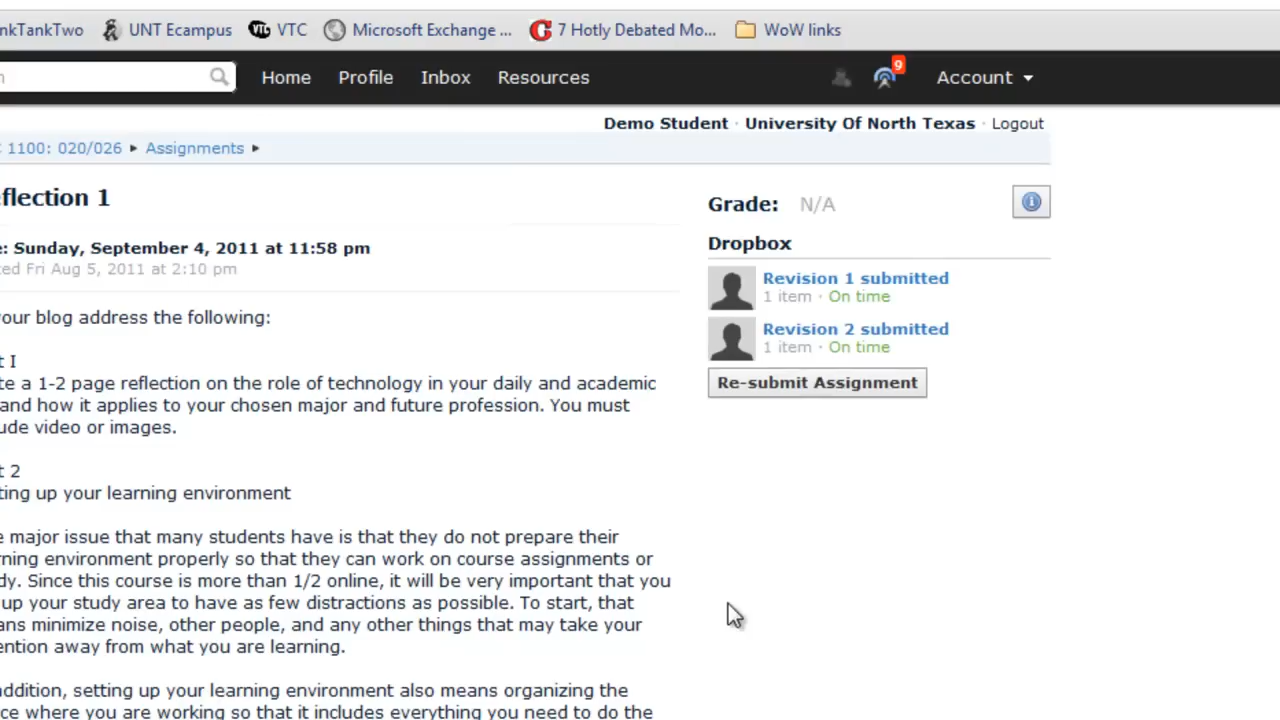 nkTankTwo UNT Ecampus VTC Microsoft Exchange ... 7 Hotly Debated Mo... WoW links
n Home Profile Inbox Resources 9 Account
Demo Student · University Of North Texas · Logout
1100: 020/026 Assignments
flection 1
e: Sunday, September 4, 2011 at 11:58 pm
ted Fri Aug 5, 2011 at 2:10 pm
your blog address the following:
t I
te a 1-2 page reflection on the role of technology in your daily and academic
and how it applies to your chosen major and future profession. You must
ude video or images.
t 2
ting up your learning environment
e major issue that many students have is that they do not prepare their
rning environment properly so that they can work on course assignments or
dy. Since this course is more than 1/2 online, it will be very important that you
up your study area to have as few distractions as possible. To start, that
ans minimize noise, other people, and any other things that may take your
ention away from what you are learning.
addition, setting up your learning environment also means organizing the
ce where you are working so that it includes everything you need to do the
Grade: N/A
Dropbox
Revision 1 submitted
1 item · On time
Revision 2 submitted
1 item · On time
Re-submit Assignment